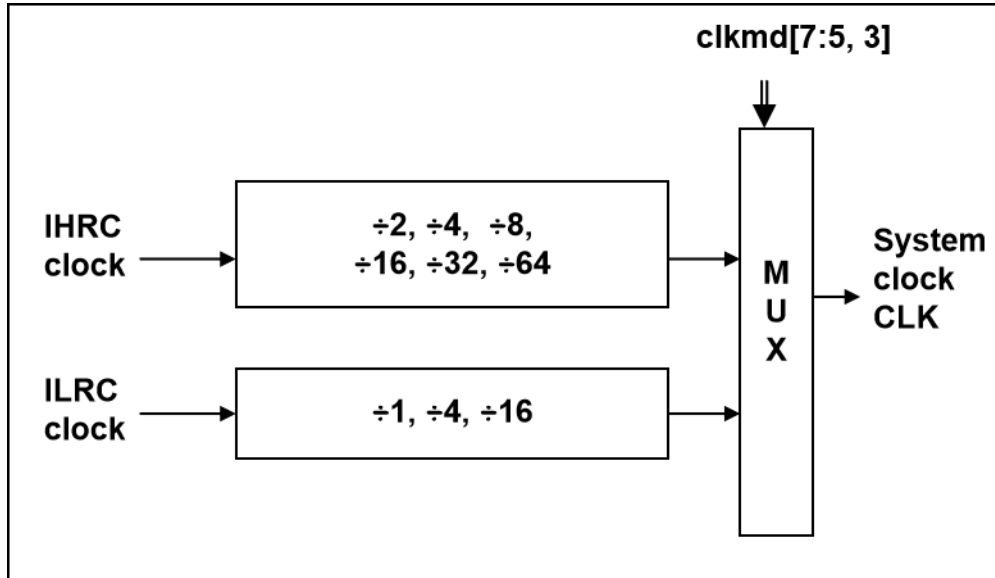 clkmd[7:5, 3]
IHRC
clock
÷2, ÷4, ÷8,
÷16, ÷32, ÷64
M
U
X
System
clock
CLK
ILRC
clock
÷1, ÷4, ÷16